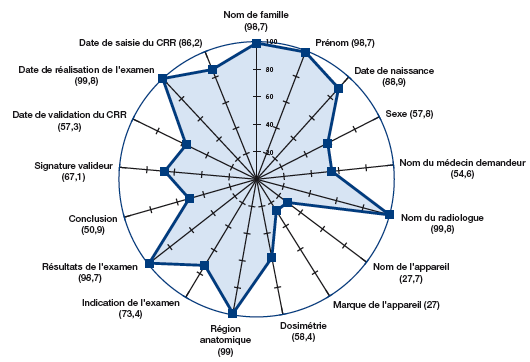 Nom de famille
(98,7)
Prénom (98,7)
Date de naissance
(88,9)
Sexe (57,8)
Nom du médecin demandeur
(54,6)
Nom du radiologue
(99,8)
Nom de l'appareil
(27,7)
Marque de l'appareil (27)
Dosimétrie
(58,4)
Région
anatomique
(99)
Indication de l'examen
(73,4)
Résultats de l'examen
(98,7)
Conclusion
(50,9)
Signature valideur
(67,1)
Date de validation du CRR
(57,3)
Date de réalisation de l'examen
(99,8)
Date de saisie du CRR (86,2)
100
80
60
40
20